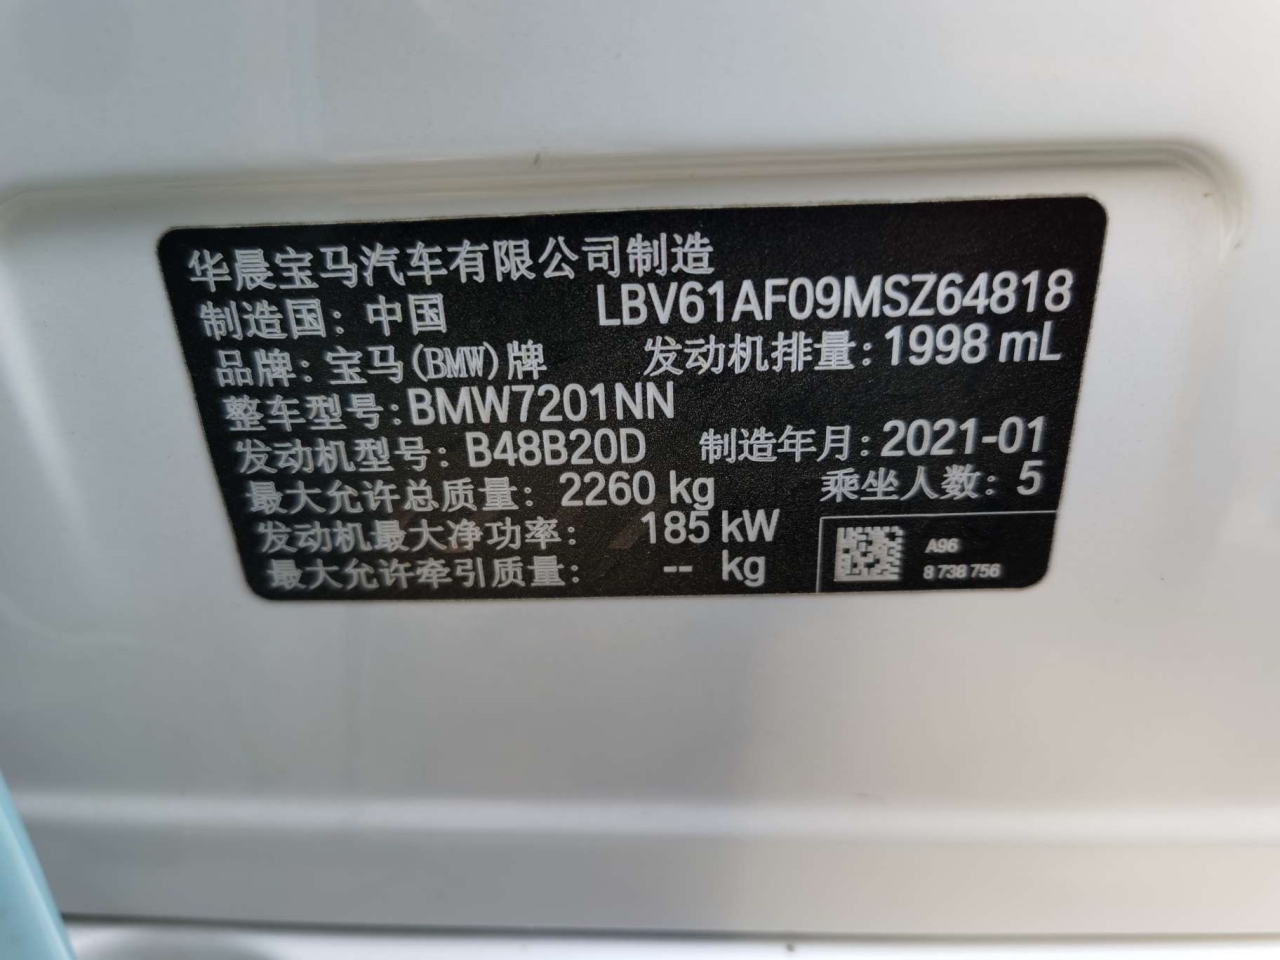 华晨宝马汽车有限公司制造
制造国：中国 LBV61AF09MSZ64818
品牌：宝马(BMW)牌 发动机排量：1998 mL
整车型号：BMW7201NN
发动机型号：B48B20D 制造年月：2021-01
最大允许总质量：2260 kg 乘坐人数：5
发动机最大净功率：185 kW
最大允许牵引质量：-- kg
A96
8 738 756